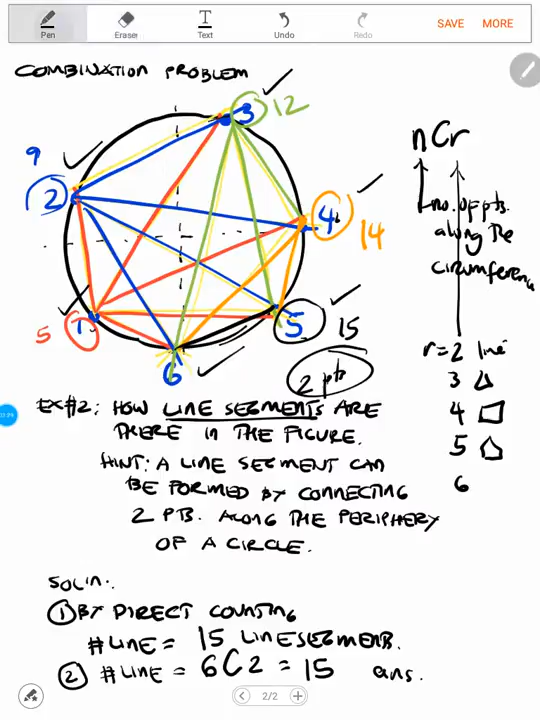 Pen
Eraser
Text
Undo
Redo
SAVE
MORE
COMBINATION PROBLEM
3
12
9
2
4
14
1
5
5
15
6
2 pts
nCr
no. of pts.
along the
circumference
r=2 line
3
4
5
6
EX#2: HOW LINE SEGMENTS ARE
THERE IN THE FIGURE.
HINT: A LINE SEGMENT CAN
BE FORMED BY CONNECTING
2 PTS. ALONG THE PERIPHERY
OF A CIRCLE.
SOL'N:
1 BY DIRECT COUNTING
# LINE = 15 LINE SEGMENTS.
2 # LINE = 6C2 = 15 ans.
2/2